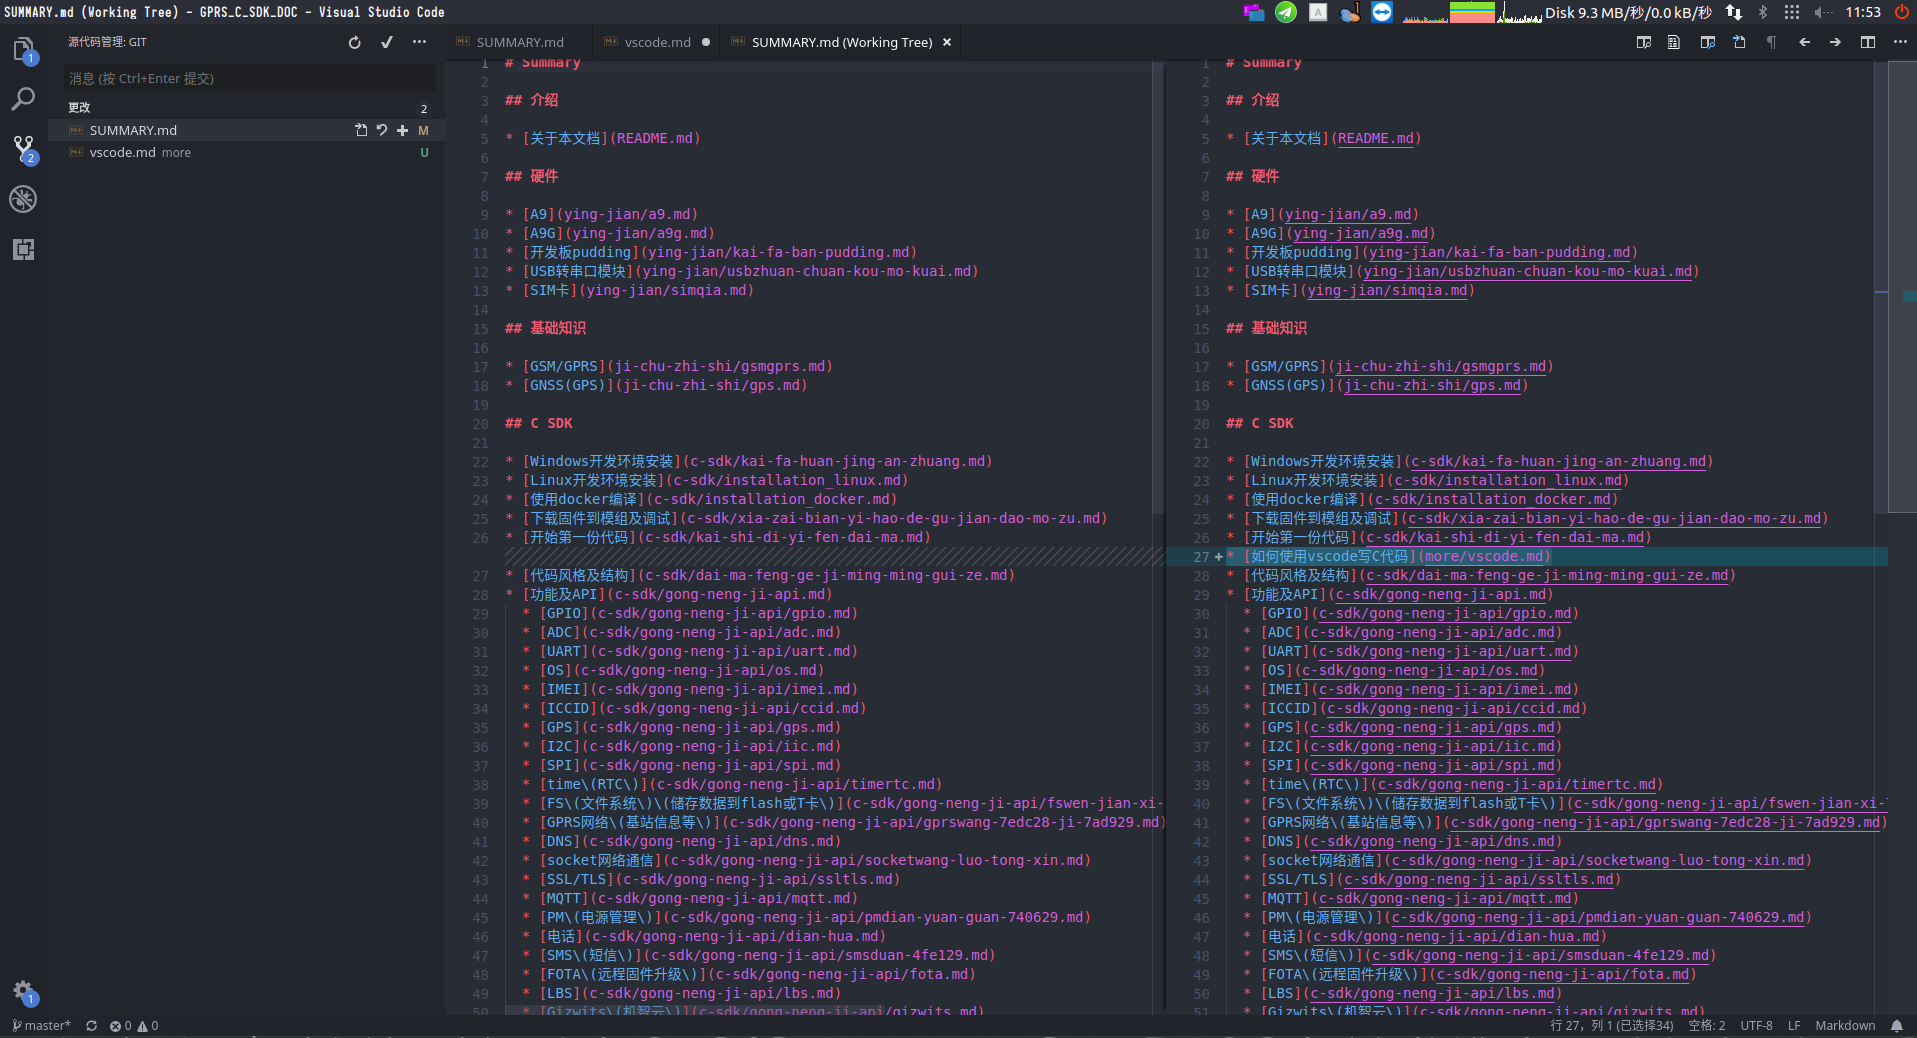 SUMMARY.md (Working Tree) - GPRS_C_SDK_DOC - Visual Studio Code
Disk 9.3 MB/秒/0.0 kB/秒 11:53
源代码管理: GIT
SUMMARY.md
vscode.md
SUMMARY.md (Working Tree)
消息 (按 Ctrl+Enter 提交)
更改 2
SUMMARY.md M
vscode.md more U
1
2
1
master*
0 0
1 # Summary
2
3 ## 介绍
4
5 * [关于本文档](README.md)
6
7 ## 硬件
8
9 * [A9](ying-jian/a9.md)
10 * [A9G](ying-jian/a9g.md)
11 * [开发板pudding](ying-jian/kai-fa-ban-pudding.md)
12 * [USB转串口模块](ying-jian/usbzhuan-chuan-kou-mo-kuai.md)
13 * [SIM卡](ying-jian/simqia.md)
14
15 ## 基础知识
16
17 * [GSM/GPRS](ji-chu-zhi-shi/gsmgprs.md)
18 * [GNSS(GPS)](ji-chu-zhi-shi/gps.md)
19
20 ## C SDK
21
22 * [Windows开发环境安装](c-sdk/kai-fa-huan-jing-an-zhuang.md)
23 * [Linux开发环境安装](c-sdk/installation_linux.md)
24 * [使用docker编译](c-sdk/installation_docker.md)
25 * [下载固件到模组及调试](c-sdk/xia-zai-bian-yi-hao-de-gu-jian-dao-mo-zu.md)
26 * [开始第一份代码](c-sdk/kai-shi-di-yi-fen-dai-ma.md)
27 * [代码风格及结构](c-sdk/dai-ma-feng-ge-ji-ming-ming-gui-ze.md)
28 * [功能及API](c-sdk/gong-neng-ji-api.md)
29 * [GPIO](c-sdk/gong-neng-ji-api/gpio.md)
30 * [ADC](c-sdk/gong-neng-ji-api/adc.md)
31 * [UART](c-sdk/gong-neng-ji-api/uart.md)
32 * [OS](c-sdk/gong-neng-ji-api/os.md)
33 * [IMEI](c-sdk/gong-neng-ji-api/imei.md)
34 * [ICCID](c-sdk/gong-neng-ji-api/ccid.md)
35 * [GPS](c-sdk/gong-neng-ji-api/gps.md)
36 * [I2C](c-sdk/gong-neng-ji-api/iic.md)
37 * [SPI](c-sdk/gong-neng-ji-api/spi.md)
38 * [time\(RTC\)](c-sdk/gong-neng-ji-api/timertc.md)
39 * [FS\(文件系统\)\(储存数据到flash或T卡\)](c-sdk/gong-neng-ji-api/fswen-jian-xi-
40 * [GPRS网络\(基站信息等\)](c-sdk/gong-neng-ji-api/gprswang-7edc28-ji-7ad929.md)
41 * [DNS](c-sdk/gong-neng-ji-api/dns.md)
42 * [socket网络通信](c-sdk/gong-neng-ji-api/socketwang-luo-tong-xin.md)
43 * [SSL/TLS](c-sdk/gong-neng-ji-api/ssltls.md)
44 * [MQTT](c-sdk/gong-neng-ji-api/mqtt.md)
45 * [PM\(电源管理\)](c-sdk/gong-neng-ji-api/pmdian-yuan-guan-740629.md)
46 * [电话](c-sdk/gong-neng-ji-api/dian-hua.md)
47 * [SMS\(短信\)](c-sdk/gong-neng-ji-api/smsduan-4fe129.md)
48 * [FOTA\(远程固件升级\)](c-sdk/gong-neng-ji-api/fota.md)
49 * [LBS](c-sdk/gong-neng-ji-api/lbs.md)
50 * [Gizwits\(机智云\)](c-sdk/gong-neng-ji-api/gizwits.md)
1 # Summary
2
3 ## 介绍
4
5 * [关于本文档](README.md)
6
7 ## 硬件
8
9 * [A9](ying-jian/a9.md)
10 * [A9G](ying-jian/a9g.md)
11 * [开发板pudding](ying-jian/kai-fa-ban-pudding.md)
12 * [USB转串口模块](ying-jian/usbzhuan-chuan-kou-mo-kuai.md)
13 * [SIM卡](ying-jian/simqia.md)
14
15 ## 基础知识
16
17 * [GSM/GPRS](ji-chu-zhi-shi/gsmgprs.md)
18 * [GNSS(GPS)](ji-chu-zhi-shi/gps.md)
19
20 ## C SDK
21
22 * [Windows开发环境安装](c-sdk/kai-fa-huan-jing-an-zhuang.md)
23 * [Linux开发环境安装](c-sdk/installation_linux.md)
24 * [使用docker编译](c-sdk/installation_docker.md)
25 * [下载固件到模组及调试](c-sdk/xia-zai-bian-yi-hao-de-gu-jian-dao-mo-zu.md)
26 * [开始第一份代码](c-sdk/kai-shi-di-yi-fen-dai-ma.md)
27 + * [如何使用vscode写C代码](more/vscode.md)
28 * [代码风格及结构](c-sdk/dai-ma-feng-ge-ji-ming-ming-gui-ze.md)
29 * [功能及API](c-sdk/gong-neng-ji-api.md)
30 * [GPIO](c-sdk/gong-neng-ji-api/gpio.md)
31 * [ADC](c-sdk/gong-neng-ji-api/adc.md)
32 * [UART](c-sdk/gong-neng-ji-api/uart.md)
33 * [OS](c-sdk/gong-neng-ji-api/os.md)
34 * [IMEI](c-sdk/gong-neng-ji-api/imei.md)
35 * [ICCID](c-sdk/gong-neng-ji-api/ccid.md)
36 * [GPS](c-sdk/gong-neng-ji-api/gps.md)
37 * [I2C](c-sdk/gong-neng-ji-api/iic.md)
38 * [SPI](c-sdk/gong-neng-ji-api/spi.md)
39 * [time\(RTC\)](c-sdk/gong-neng-ji-api/timertc.md)
40 * [FS\(文件系统\)\(储存数据到flash或T卡\)](c-sdk/gong-neng-ji-api/fswen-jian-xi-
41 * [GPRS网络\(基站信息等\)](c-sdk/gong-neng-ji-api/gprswang-7edc28-ji-7ad929.md)
42 * [DNS](c-sdk/gong-neng-ji-api/dns.md)
43 * [socket网络通信](c-sdk/gong-neng-ji-api/socketwang-luo-tong-xin.md)
44 * [SSL/TLS](c-sdk/gong-neng-ji-api/ssltls.md)
45 * [MQTT](c-sdk/gong-neng-ji-api/mqtt.md)
46 * [PM\(电源管理\)](c-sdk/gong-neng-ji-api/pmdian-yuan-guan-740629.md)
47 * [电话](c-sdk/gong-neng-ji-api/dian-hua.md)
48 * [SMS\(短信\)](c-sdk/gong-neng-ji-api/smsduan-4fe129.md)
49 * [FOTA\(远程固件升级\)](c-sdk/gong-neng-ji-api/fota.md)
50 * [LBS](c-sdk/gong-neng-ji-api/lbs.md)
51 * [Gizwits\(机智云\)](c-sdk/gong-neng-ji-api/gizwits.md)
行 27，列 1 (已选择34) 空格: 2 UTF-8 LF Markdown